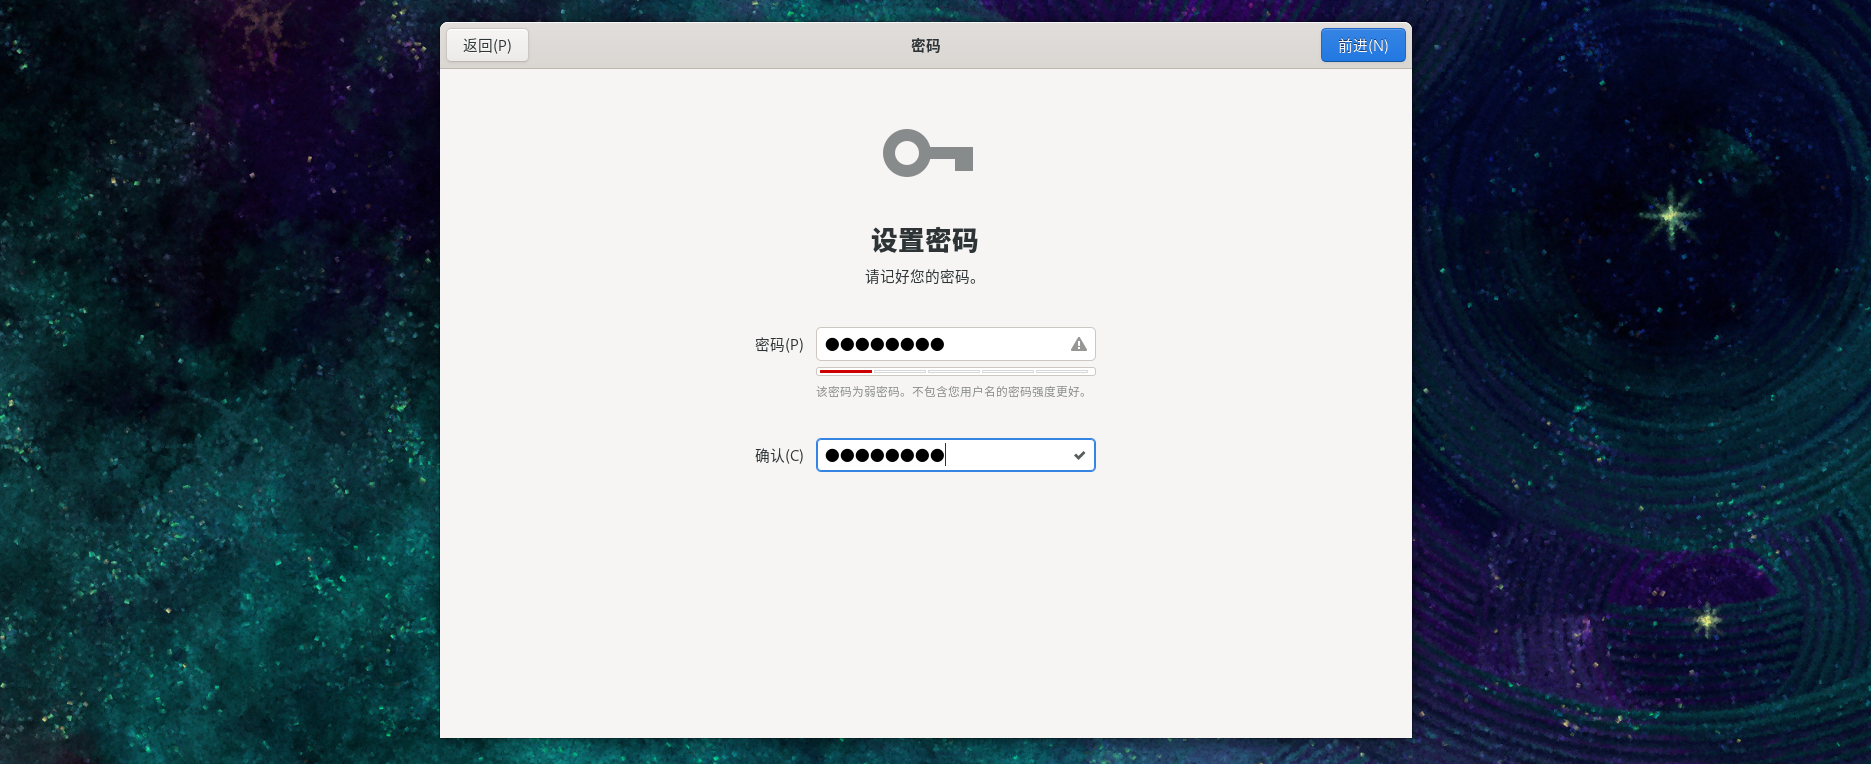 返回(P)
密码
前进(N)
设置密码
请记好您的密码。
密码(P)
该密码为弱密码。不包含您用户名的密码强度更好。
确认(C)